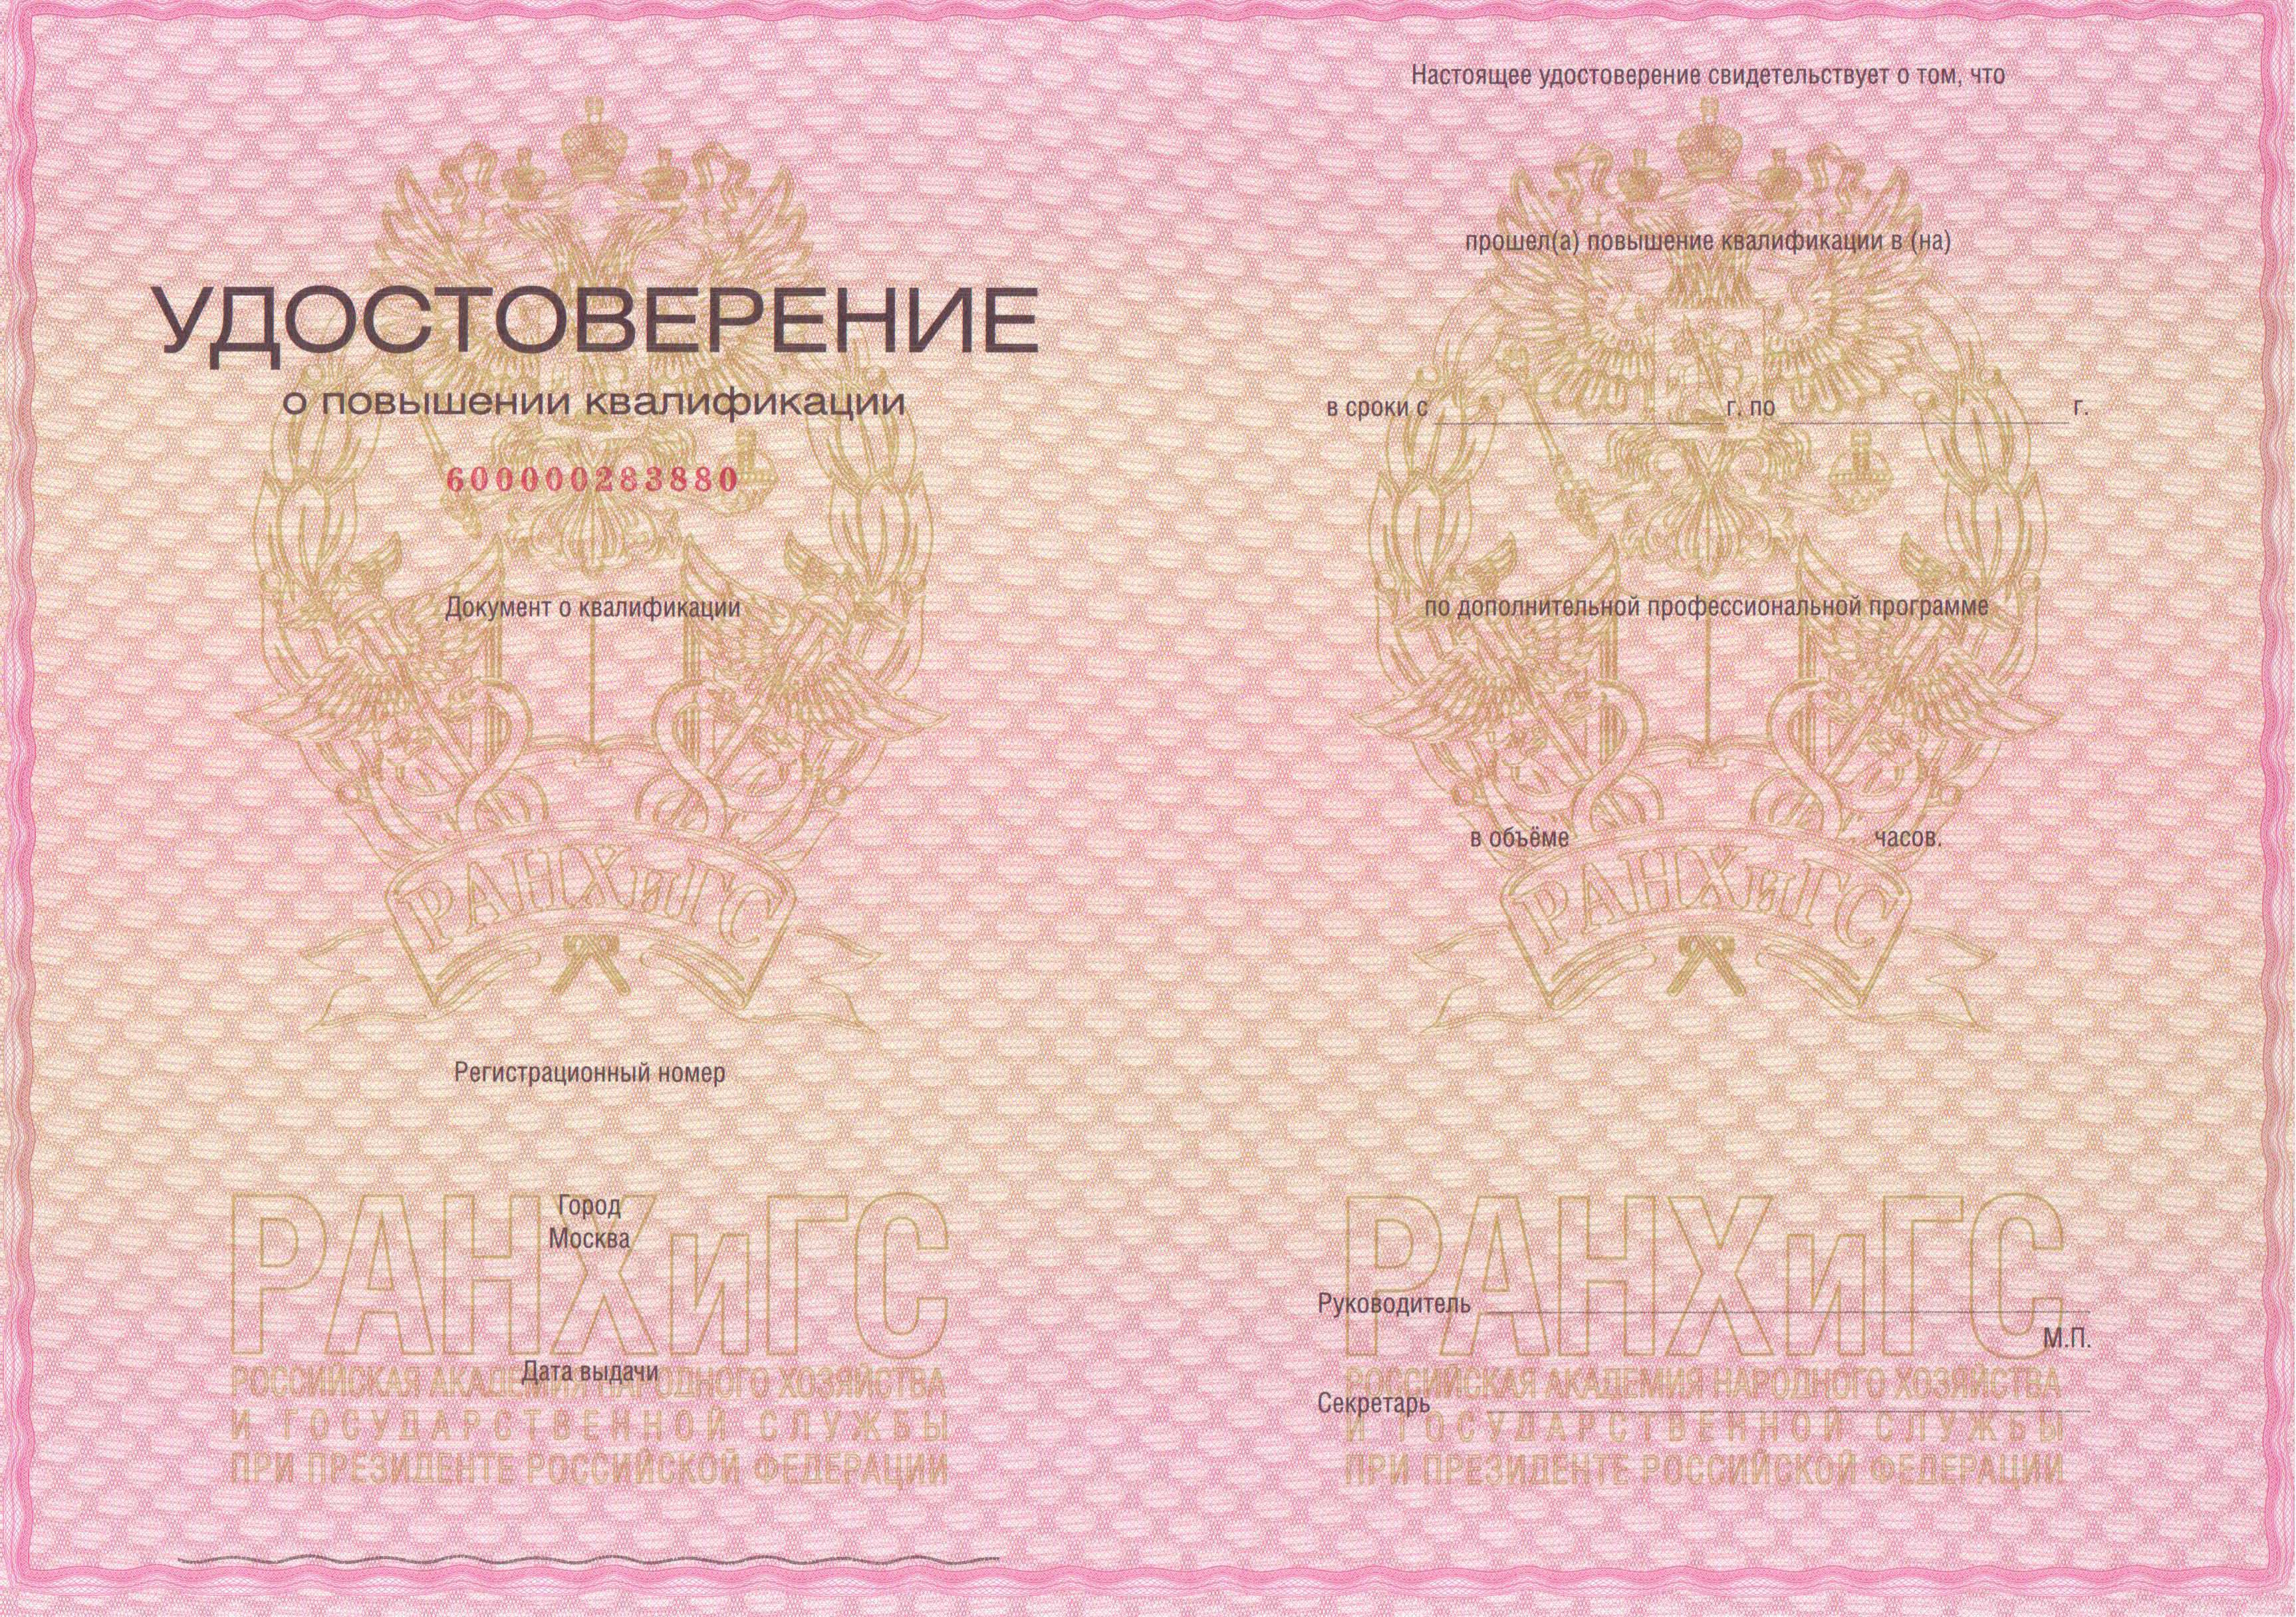 УДОСТОВЕРЕНИЕ
о повышении квалификации
600000283880
Документ о квалификации
РАНХиГС
Регистрационный номер
Город
Москва
Дата выдачи
РАНХиГС
РОССИЙСКАЯ АКАДЕМИЯ НАРОДНОГО ХОЗЯЙСТВА
И ГОСУДАРСТВЕННОЙ СЛУЖБЫ
ПРИ ПРЕЗИДЕНТЕ РОССИЙСКОЙ ФЕДЕРАЦИИ
Настоящее удостоверение свидетельствует о том, что
прошел(а) повышение квалификации в (на)
в сроки с г. по г.
по дополнительной профессиональной программе
в объёме часов.
РАНХиГС
РАНХиГС
Руководитель
М.П.
РОССИЙСКАЯ АКАДЕМИЯ НАРОДНОГО ХОЗЯЙСТВА
Секретарь
И ГОСУДАРСТВЕННОЙ СЛУЖБЫ
ПРИ ПРЕЗИДЕНТЕ РОССИЙСКОЙ ФЕДЕРАЦИИ